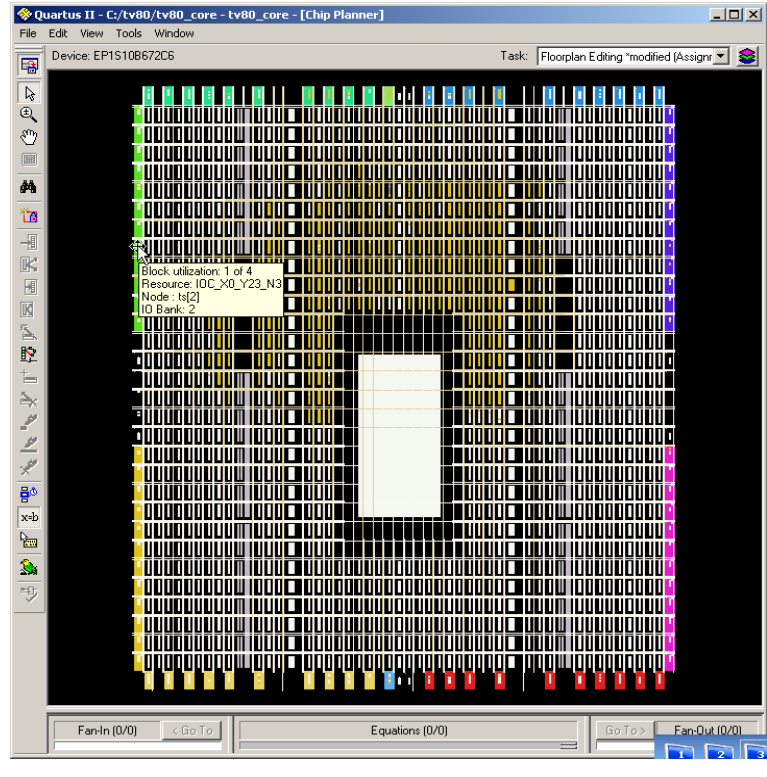 Quartus II - C:/tv80/tv80_core - tv80_core - [Chip Planner]
File Edit View Tools Window
Device: EP1S10B672C6 Task: Floorplan Editing *modified (Assignr
Block utilization: 1 of 4
Resource: IOC_X0_Y23_N3
Node : ts[2]
IO Bank: 2
x=b
Fan-In (0/0) < Go To Equations (0/0) Go To > Fan-Out (0/0)
1 2 3